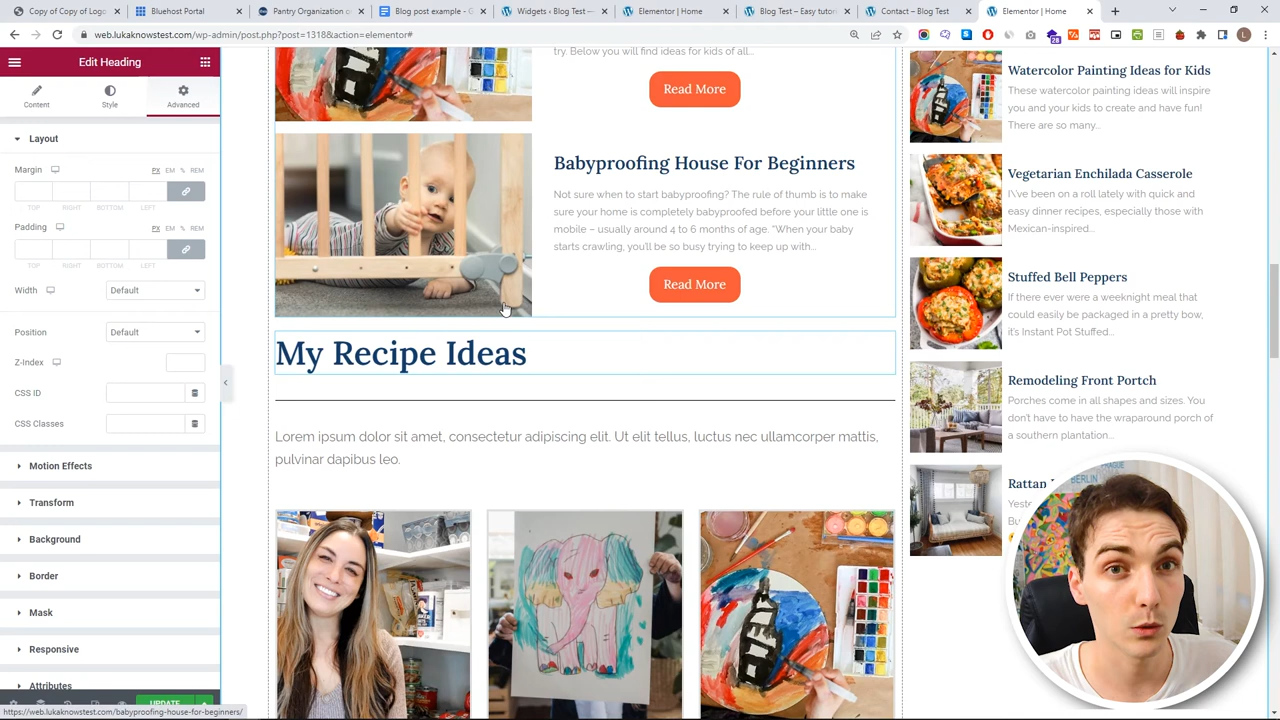 Copy of Copy of Logo -
Pantry Organization Le
Blog Post Examples - G
Widgets ‹ Blog Test —
Elementor | Home
Blog Test – Wordpress
Elementor | Home
Contact – Blog Test
Elementor | Home
web.lukaknowstest.com/wp-admin/post.php?post=1318&action=elementor#
28
L
Edit Heading
Content
Style
Advanced
Layout
Margin
PX EM % REM
TOP RIGHT BOTTOM LEFT
Padding
PX EM % REM
TOP RIGHT BOTTOM LEFT
Width
Default
Position
Default
Z-Index
CSS ID
CSS Classes
Motion Effects
Transform
Background
Border
Mask
Responsive
Attributes
UPDATE
https://web.lukaknowstest.com/babyproofing-house-for-beginners/
try. Below you will find ideas for kids of all...
Read More
Babyproofing House For Beginners
Not sure when to start babyproofing? The rule of thumb is to make
sure your home is completely babyproofed before your little one is
mobile – usually around 4 to 6 months of age. "When your baby
starts crawling, you'll be so busy trying to keep up with...
Read More
My Recipe Ideas
Lorem ipsum dolor sit amet, consectetur adipiscing elit. Ut elit tellus, luctus nec ullamcorper mattis,
pulvinar dapibus leo.
Watercolor Painting Ideas for Kids
These watercolor painting ideas will inspire
you and your kids to create and have fun!
There are so many...
Vegetarian Enchilada Casserole
I\'ve been on a roll lately with quick and
easy dinner recipes, especially those with
Mexican-inspired...
Stuffed Bell Peppers
If there ever were a weeknight meal that
could easily be packaged in a pretty bow,
it's Instant Pot Stuffed...
Remodeling Front Portch
Porches come in all shapes and sizes. You
don't have to have the wraparound porch of
a southern plantation...
Rattan
Yeste
Bu
PRAGUE
BERLIN